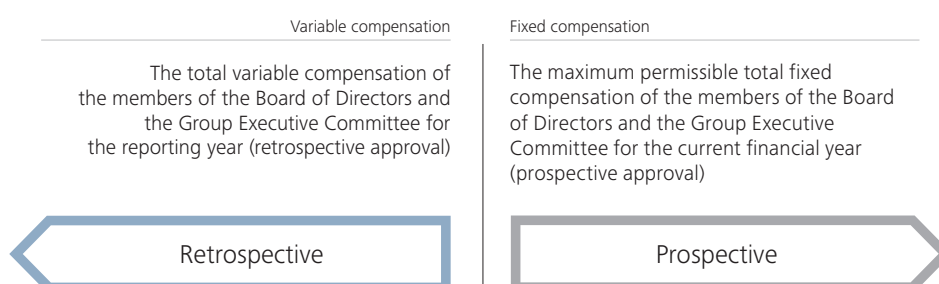 Variable compensation
The total variable compensation of
the members of the Board of Directors and
the Group Executive Committee for
the reporting year (retrospective approval)
Retrospective
Fixed compensation
The maximum permissible total fixed
compensation of the members of the Board
of Directors and the Group Executive
Committee for the current financial year
(prospective approval)
Prospective